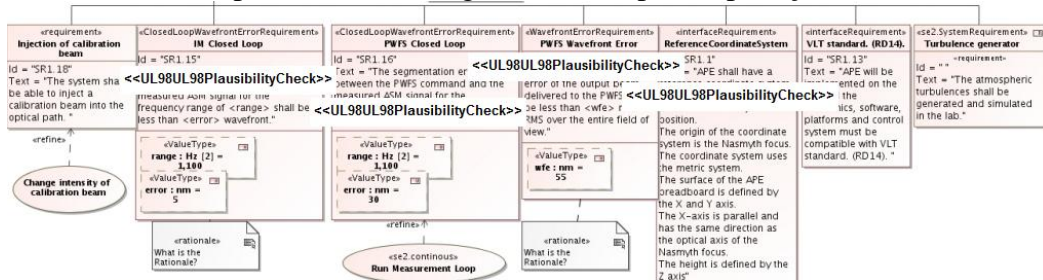 «requirement»
Injection of calibration
beam
Id = "SR1.18"
Text = "The system sha
be able to inject a
calibration beam into the
optical path. "
«refine»
Change intensity of
calibration beam
«ClosedLoopWavefrontErrorRequirement»
IM Closed Loop
Id = "SR1.15"
<<UL98UL98PlausibilityCheck>>
measured ASM signal for the
frequency range of <range> shall be
less than <error> wavefront."
«ValueType»
range : Hz [2] =
1,100
«ValueType»
error : nm =
5
«rationale»
What is the
Rationale?
«ClosedLoopWavefrontErrorRequirement»
PWFS Closed Loop
Id = "SR1.16"
Text = "The segmentation er
between the PWFS command and the
measured ASM signal for the
<<UL98UL98PlausibilityCheck>>
«ValueType»
range : Hz [2] =
1,100
«ValueType»
error : nm =
30
«refine»
«se2.continous»
Run Measurement Loop
«WavefrontErrorRequirement»
PWFS Wavefront Error
<<UL98UL98PlausibilityCheck>>
error of the output bea
delivered to the PWFS
be less than <wfe> n
RMS over the entire field of
view."
«ValueType»
wfe : nm =
55
«rationale»
What is the
Rationale?
«interfaceRequirement»
ReferenceCoordinateSystem
"SR1.1"
"APE shall have a
<<UL98UL98PlausibilityCheck>>
position.
The origin of the coordinate
system is the Nasmyth focus.
The coordinate system uses
the metric system.
The surface of the APE
breadboard is defined by
the X and Y axis.
The X-axis is parallel and
has the same direction as
the optical axis of the
Nasmyth focus.
The height is defined by the
Z axis"
«interfaceRequirement»
VLT standard. (RD14).
Id = "SR1.13"
Text = "APE will be
mented on the
the
nics, software,
platforms and control
system must be
compatible with VLT
standard. (RD14). "
«se2.SystemRequirement»
Turbulence generator
«requirement»
Id = " "
Text = "The atmospheric
turbulences shall be
generated and simulated
in the lab."